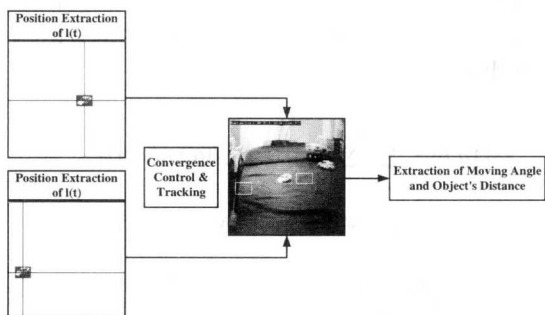 Position Extraction
of l(t)
Convergence
Control &
Tracking
Extraction of Moving Angle
and Object's Distance
Position Extraction
of l(t)